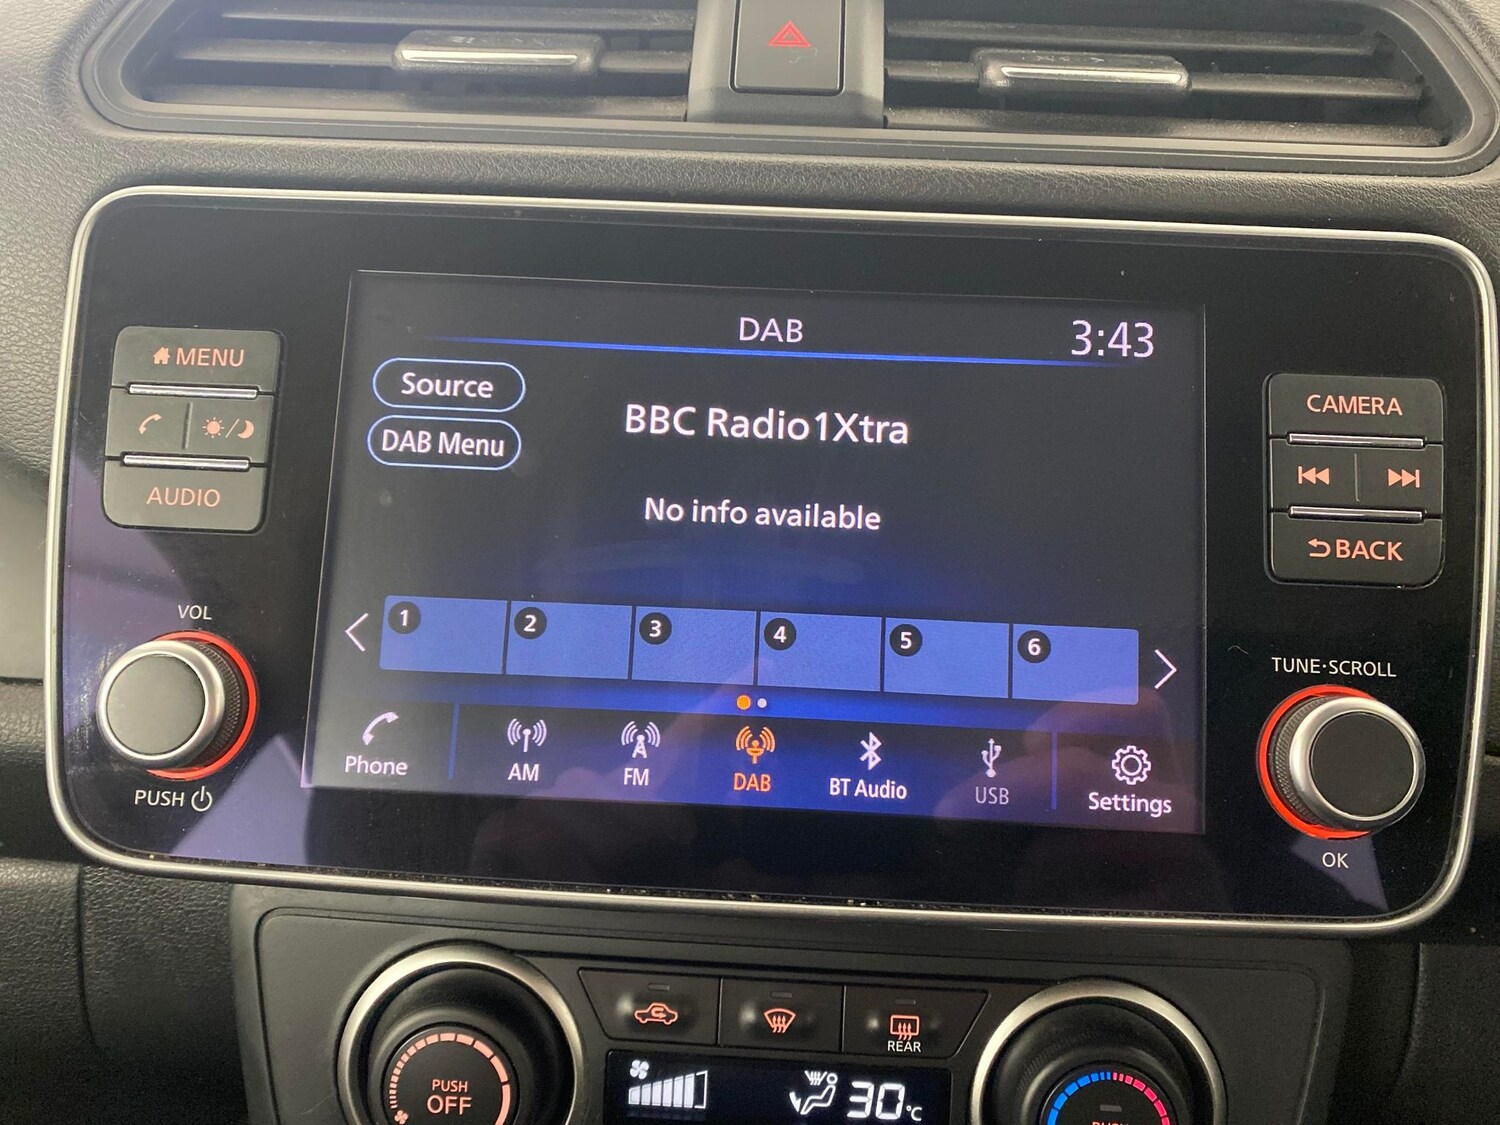 DAB
3:43
Source
DAB Menu
BBC Radio1Xtra
No info available
1 2 3 4 5 6
Phone
AM
FM
DAB
BT Audio
USB
Settings
MENU
AUDIO
VOL
PUSH
CAMERA
BACK
TUNE·SCROLL
OK
REAR
PUSH
OFF
30°C